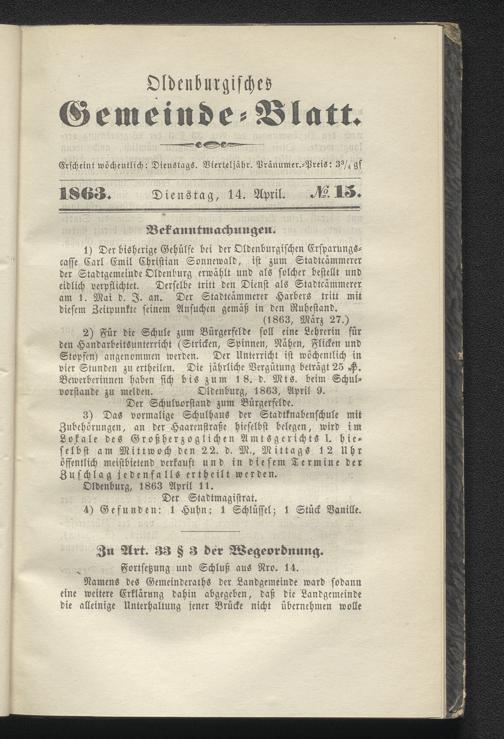 Oldenburgisches
Gemeinde-Blatt.
Erscheint wöchentlich: Dienstags. Vierteljähr. Pränumer.-Preis: 3¾ gf
1863. Dienstag, 14. April. № 15.
Bekanntmachungen.
1) Der bisherige Gehülfe bei der Oldenburgischen Ersparungs-
casse Carl Emil Christian Sonnewald, ist zum Stadtcämmerer
der Stadtgemeinde Oldenburg erwählt und als solcher bestellt und
eidlich verpflichtet. Derselbe tritt den Dienst als Stadtcämmerer
am 1. Mai d. J. an. Der Stadtcämmerer Harbers tritt mit
diesem Zeitpunkte seinem Ansuchen gemäß in den Ruhestand.
(1863, März 27.)
2) Für die Schule zum Bürgerfelde soll eine Lehrerin für
den Handarbeitsunterricht (Stricken, Spinnen, Nähen, Flicken und
Stopfen) angenommen werden. Der Unterricht ist wöchentlich in
vier Stunden zu ertheilen. Die jährliche Vergütung beträgt 25 ₰.
Bewerberinnen haben sich bis zum 18. d. Mts. beim Schul-
vorstande zu melden. Oldenburg, 1863, April 9.
Der Schulvorstand zum Bürgerfelde.
3) Das vormalige Schulhaus der Stadtknabenschule mit
Zubehörungen, an der Haarenstraße hieselbst belegen, wird im
Lokale des Großherzoglichen Amtsgerichts I. hie-
selbst am Mittwoch den 22. d. M., Mittags 12 Uhr
öffentlich meistbietend verkauft und in diesem Termine der
Zuschlag jedenfalls ertheilt werden.
Oldenburg, 1863 April 11.
Der Stadtmagistrat.
4) Gefunden: 1 Huhn; 1 Schlüssel; 1 Stück Vanille.
Zu Art. 33 § 3 der Wegeordnung.
Fortsetzung und Schluß aus Nro. 14.
Namens des Gemeinderaths der Landgemeinde ward sodann
eine weitere Erklärung dahin abgegeben, daß die Landgemeinde
die alleinige Unterhaltung jener Brücke nicht übernehmen wolle